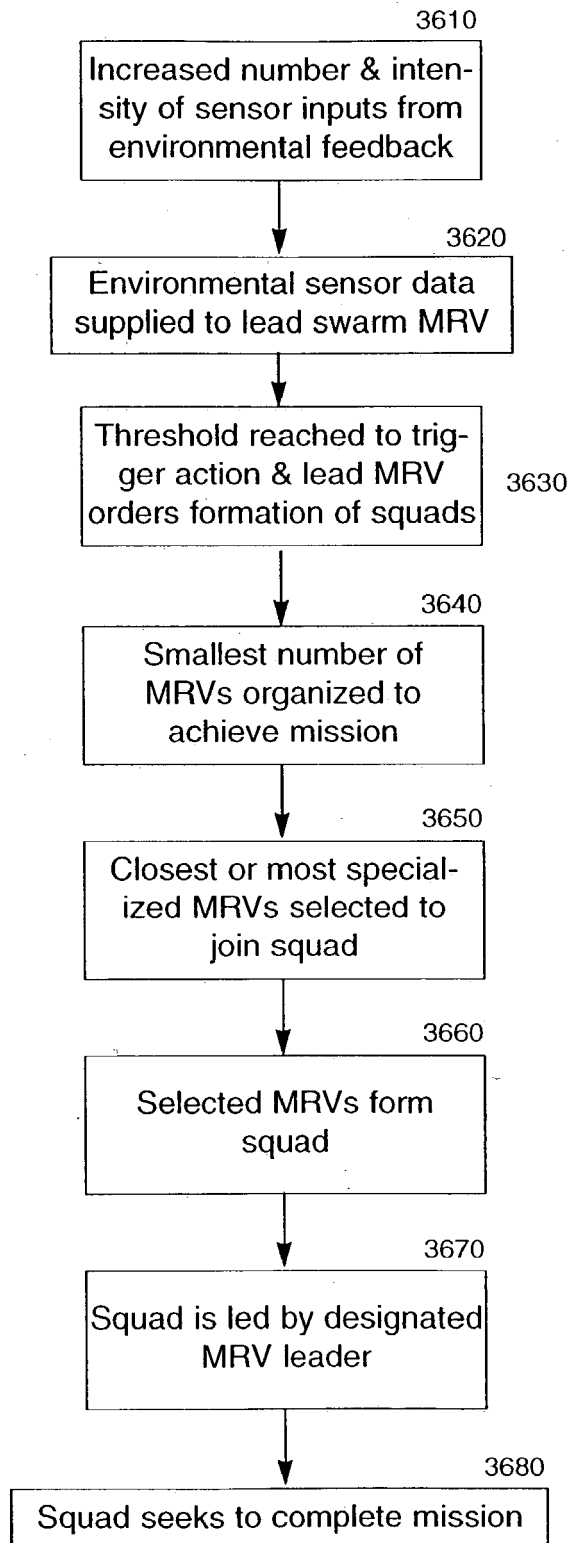 3610
Increased number & inten-
sity of sensor inputs from
environmental feedback
3620
Environmental sensor data
supplied to lead swarm MRV
Threshold reached to trig-
ger action & lead MRV
orders formation of squads
3630
3640
Smallest number of
MRVs organized to
achieve mission
3650
Closest or most special-
ized MRVs selected to
join squad
3660
Selected MRVs form
squad
3670
Squad is led by designated
MRV leader
3680
Squad seeks to complete mission